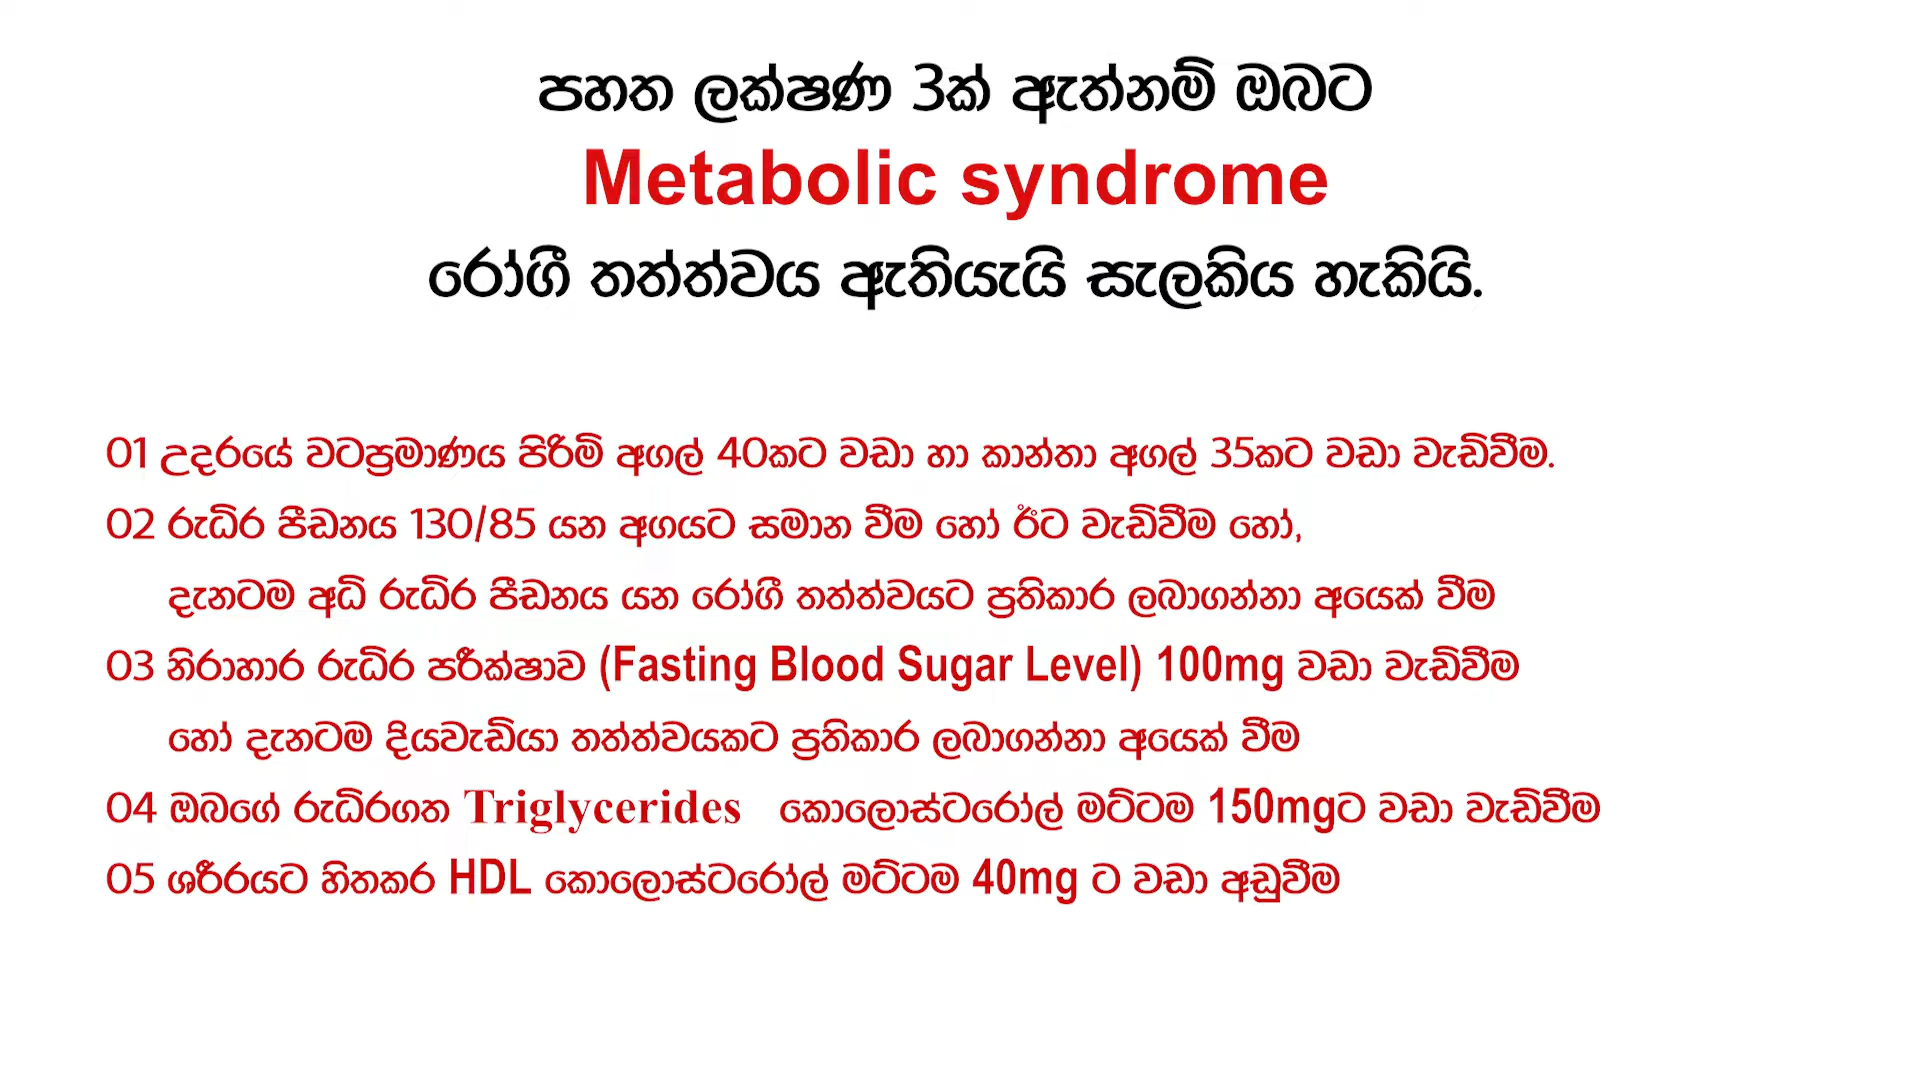 පහත ලක්ෂණ 3ක් ඇත්නම් ඔබට
Metabolic syndrome
රෝගී තත්ත්වය ඇතියැයි සැලකිය හැකියි.
01 උදරයේ වටප්‍රමාණය පිරිමි අගල් 40කට වඩා හා කාන්තා අගල් 35කට වඩා වැඩිවීම.
02 රුධිර පීඩනය 130/85 යන අගයට සමාන වීම හෝ ඊට වැඩිවීම හෝ,
දැනටම අධි රුධිර පීඩනය යන රෝගී තත්ත්වයට ප්‍රතිකාර ලබාගන්නා අයෙක් වීම
03 නිරාහාර රුධිර පරීක්ෂාව (Fasting Blood Sugar Level) 100mg වඩා වැඩිවීම
හෝ දැනටම දියවැඩියා තත්ත්වයකට ප්‍රතිකාර ලබාගන්නා අයෙක් වීම
04 ඔබගේ රුධිරගත Triglycerides කොලොස්ටරෝල් මට්ටම 150mgට වඩා වැඩිවීම
05 ශරීරයට හිතකර HDL කොලොස්ටරෝල් මට්ටම 40mg ට වඩා අඩුවීම